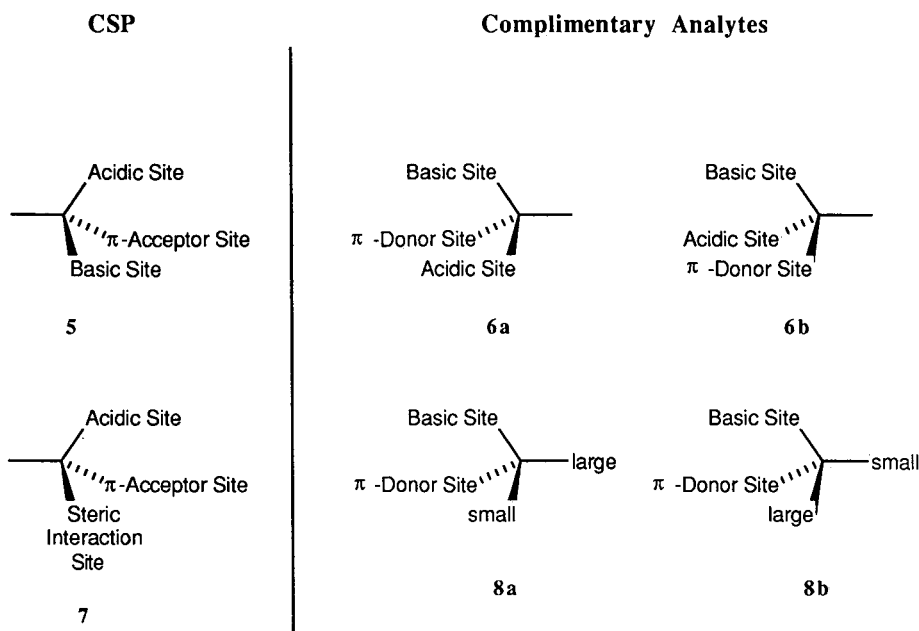 CSP
Complimentary Analytes
Acidic Site
π-Acceptor Site
Basic Site
5
Basic Site
π -Donor Site
Acidic Site
6a
Basic Site
Acidic Site
π -Donor Site
6b
Acidic Site
π-Acceptor Site
Steric
Interaction
Site
7
Basic Site
large
π -Donor Site
small
8a
Basic Site
small
π -Donor Site
large
8b